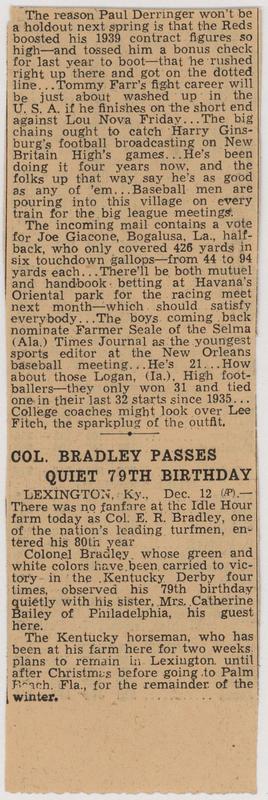 The reason Paul Derringer won't be
a holdout next spring is that the Reds
boosted his 1939 contract figures so
high—and tossed him a bonus check
for last year to boot—that he rushed
right up there and got on the dotted
line...Tommy Farr's fight career will
be just about washed up in the
U. S. A. if he finishes on the short end
against Lou Nova Friday...The big
chains ought to catch Harry Gins-
burg's football broadcasting on New
Britain High's games...He's been
doing it four years now, and the
folks up that way say he's as good
as any of 'em...Baseball men are
pouring into this village on every
train for the big league meetings.
The incoming mail contains a vote
for Joe Giacone, Bogalusa, La., half-
back, who only covered 426 yards in
six touchdown gallops—from 44 to 94
yards each...There'll be both mutuel
and handbook betting at Havana's
Oriental park for the racing meet
next month—which should satisfy
everybody...The boys coming back
nominate Farmer Seale of the Selma
(Ala.) Times Journal as the youngest
sports editor at the New Orleans
baseball meeting...He's 21...How
about those Logan, (Ia.), High foot-
ballers—they only won 31 and tied
one in their last 32 starts since 1935...
College coaches might look over Lee
Fitch, the sparkplug of the outfit.
COL. BRADLEY PASSES
QUIET 79TH BIRTHDAY
LEXINGTON, Ky., Dec. 12 (AP).—
There was no fanfare at the Idle Hour
farm today as Col. E. R. Bradley, one
of the nation's leading turfmen, en-
tered his 80th year
Colonel Bradley whose green and
white colors have been carried to vic-
tory in the Kentucky Derby four
times, observed his 79th birthday
quietly with his sister, Mrs. Catherine
Bailey of Philadelphia, his guest
here.
The Kentucky horseman, who has
been at his farm here for two weeks
plans to remain in Lexington until
after Christmas before going to Palm
Beach, Fla., for the remainder of the
winter.